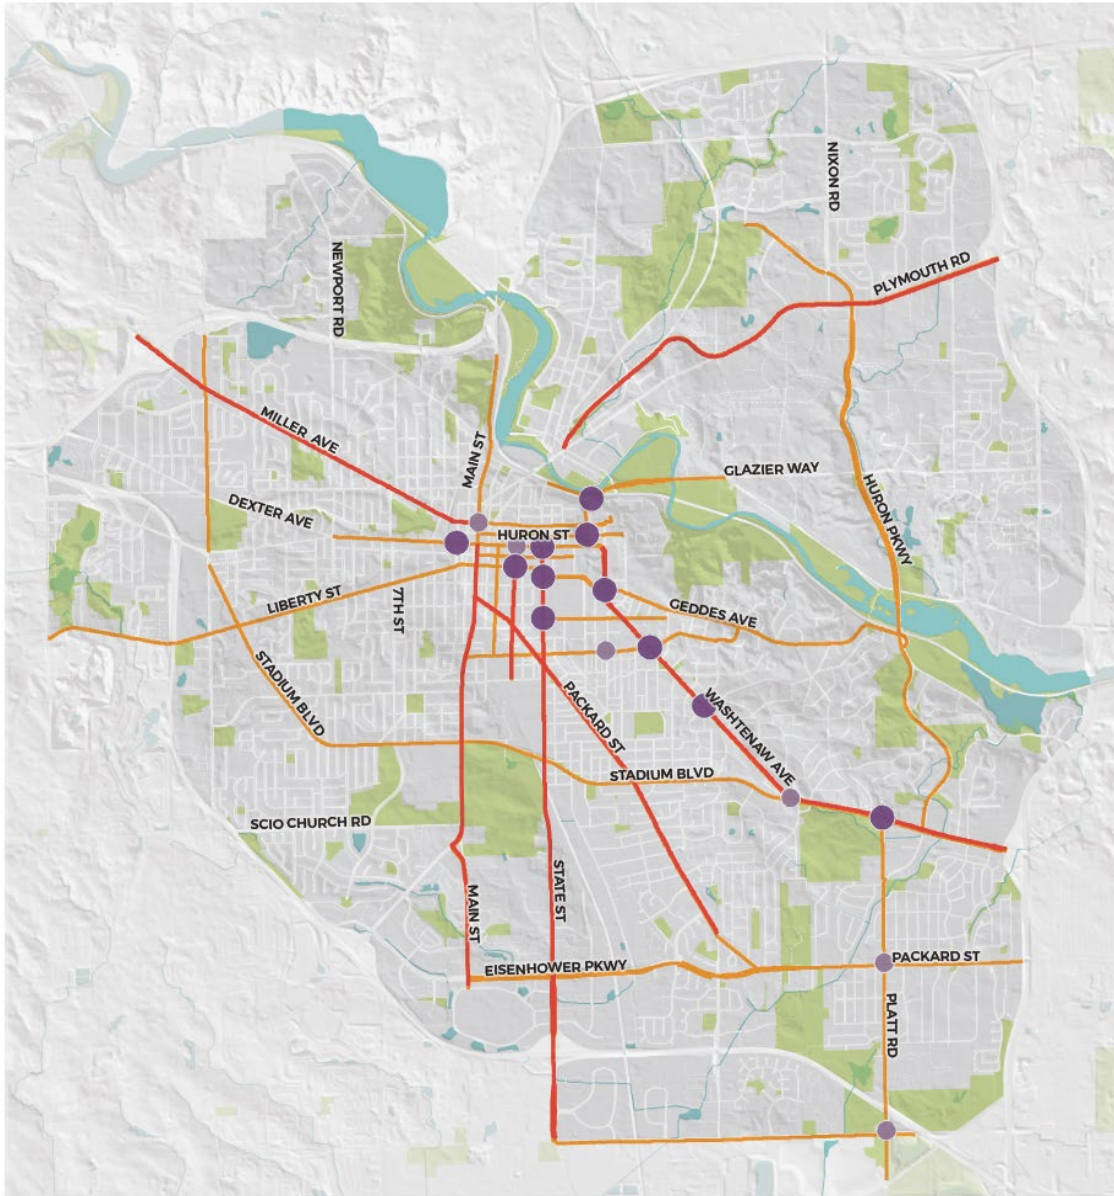 NIXON RD
NEWPORT RD
PLYMOUTH RD
MILLER AVE
MAIN ST
GLAZIER WAY
DEXTER AVE
HURON ST
HURON PKWY
LIBERTY ST
7TH ST
GEDDES AVE
STADIUM BLVD
PACKARD ST
WASHTENAW AVE
STADIUM BLVD
SCIO CHURCH RD
STATE ST
MAIN ST
EISENHOWER PKWY
PACKARD ST
PLATT RD